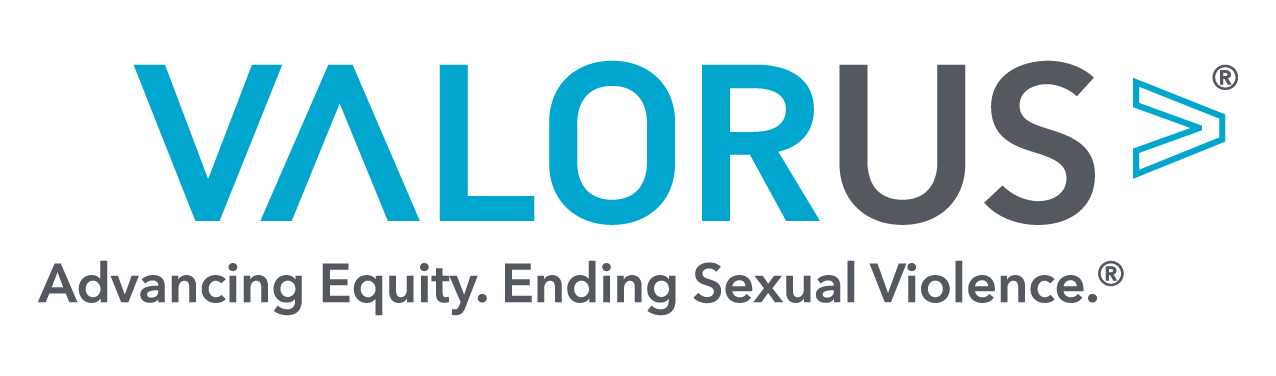 VALORUS®
Advancing Equity. Ending Sexual Violence.®